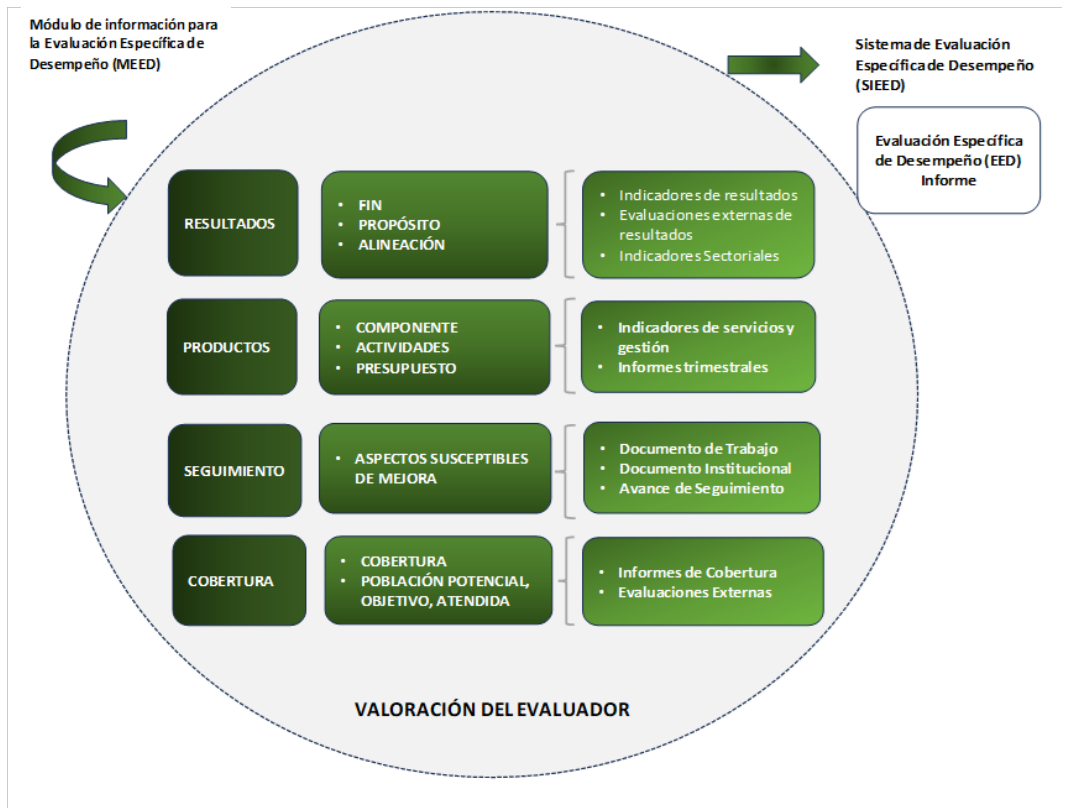 Módulo de información para
la Evaluación Específica de
Desempeño (MEED)
Sistema de Evaluación
Específica de Desempeño
(SIEED)
Evaluación Específica
de Desempeño (EED)
Informe
RESULTADOS
• FIN
• PROPÓSITO
• ALINEACIÓN
• Indicadores de resultados
• Evaluaciones externas de
resultados
• Indicadores Sectoriales
PRODUCTOS
• COMPONENTE
• ACTIVIDADES
• PRESUPUESTO
• Indicadores de servicios y
gestión
• Informes trimestrales
SEGUIMIENTO
• ASPECTOS SUSCEPTIBLES
DE MEJORA
• Documento de Trabajo
• Documento Institucional
• Avance de Seguimiento
COBERTURA
• COBERTURA
• POBLACIÓN POTENCIAL,
OBJETIVO, ATENDIDA
• Informes de Cobertura
• Evaluaciones Externas
VALORACIÓN DEL EVALUADOR